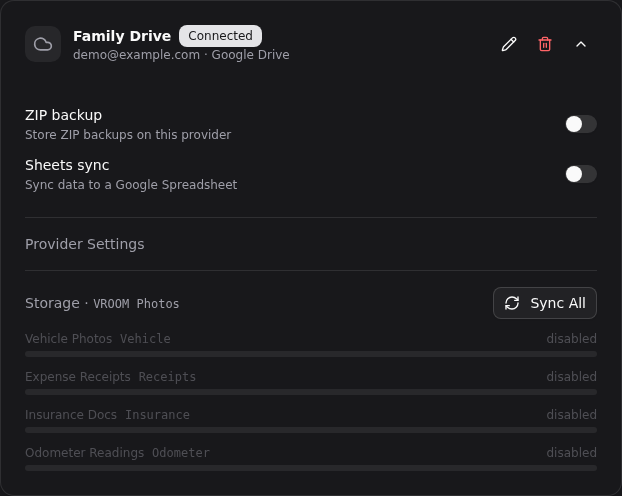 Family Drive Connected
demo@example.com · Google Drive
ZIP backup
Store ZIP backups on this provider
Sheets sync
Sync data to a Google Spreadsheet
Provider Settings
Storage · VROOM Photos Sync All
Vehicle Photos Vehicle disabled
Expense Receipts Receipts disabled
Insurance Docs Insurance disabled
Odometer Readings Odometer disabled